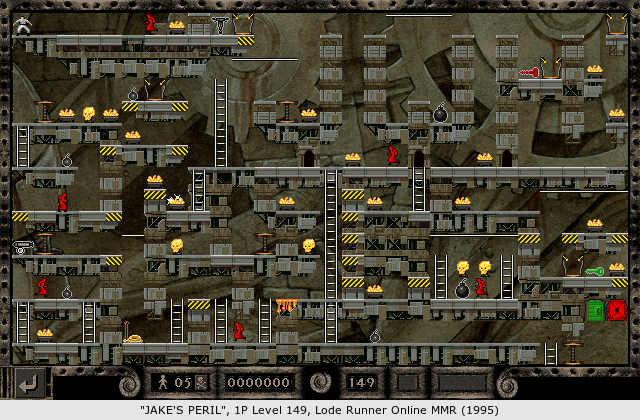 05 0000000 149
"JAKE'S PERIL", 1P Level 149, Lode Runner Online MMR (1995)